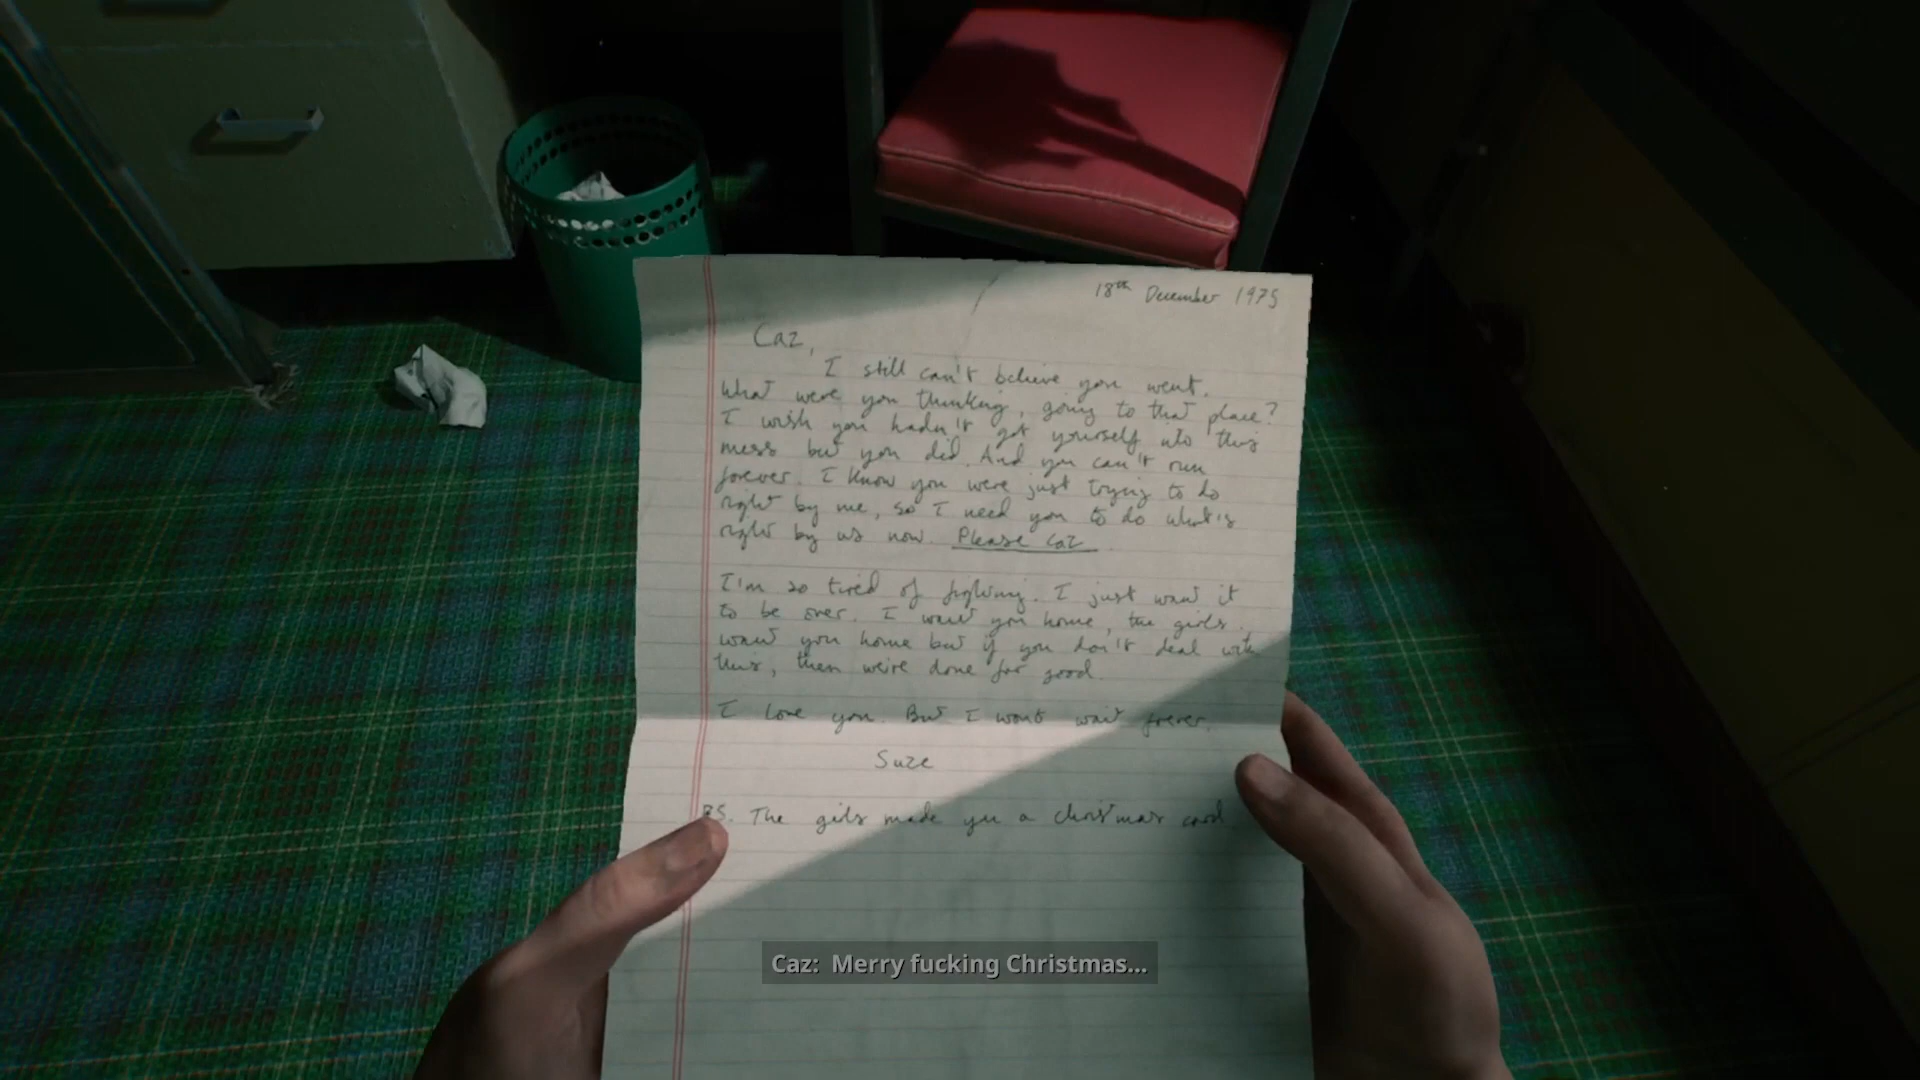 18th December 1975
Caz,
I still can't believe you went.
What were you thinking, going to that place?
I wish you hadn't got yourself into this
mess but you did. And you can't run
forever. I know you were just trying to do
right by me, so I need you to do what's
right by us now. Please Caz.
I'm so tired of fighting. I just want it
to be over. I want you home, the girls
want you home but if you don't deal with
this, then we're done for good.
I love you. But I won't wait forever.
Suze
P.S. The girls made you a christmas card
Caz: Merry fucking Christmas...